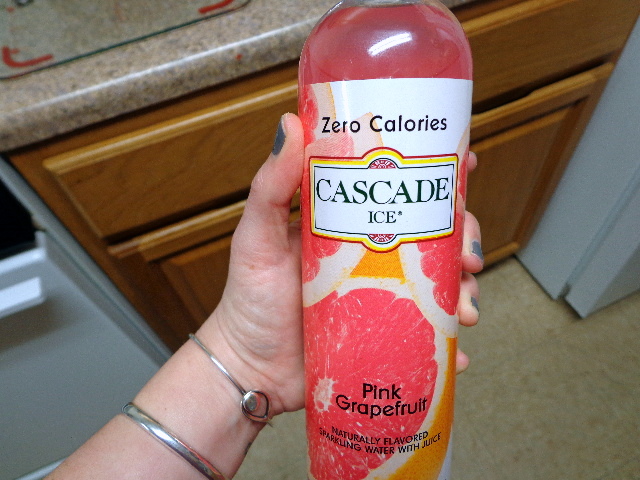 Zero Calories
CASCADE
ICE®
Pink
Grapefruit
NATURALLY FLAVORED
SPARKLING WATER WITH JUICE